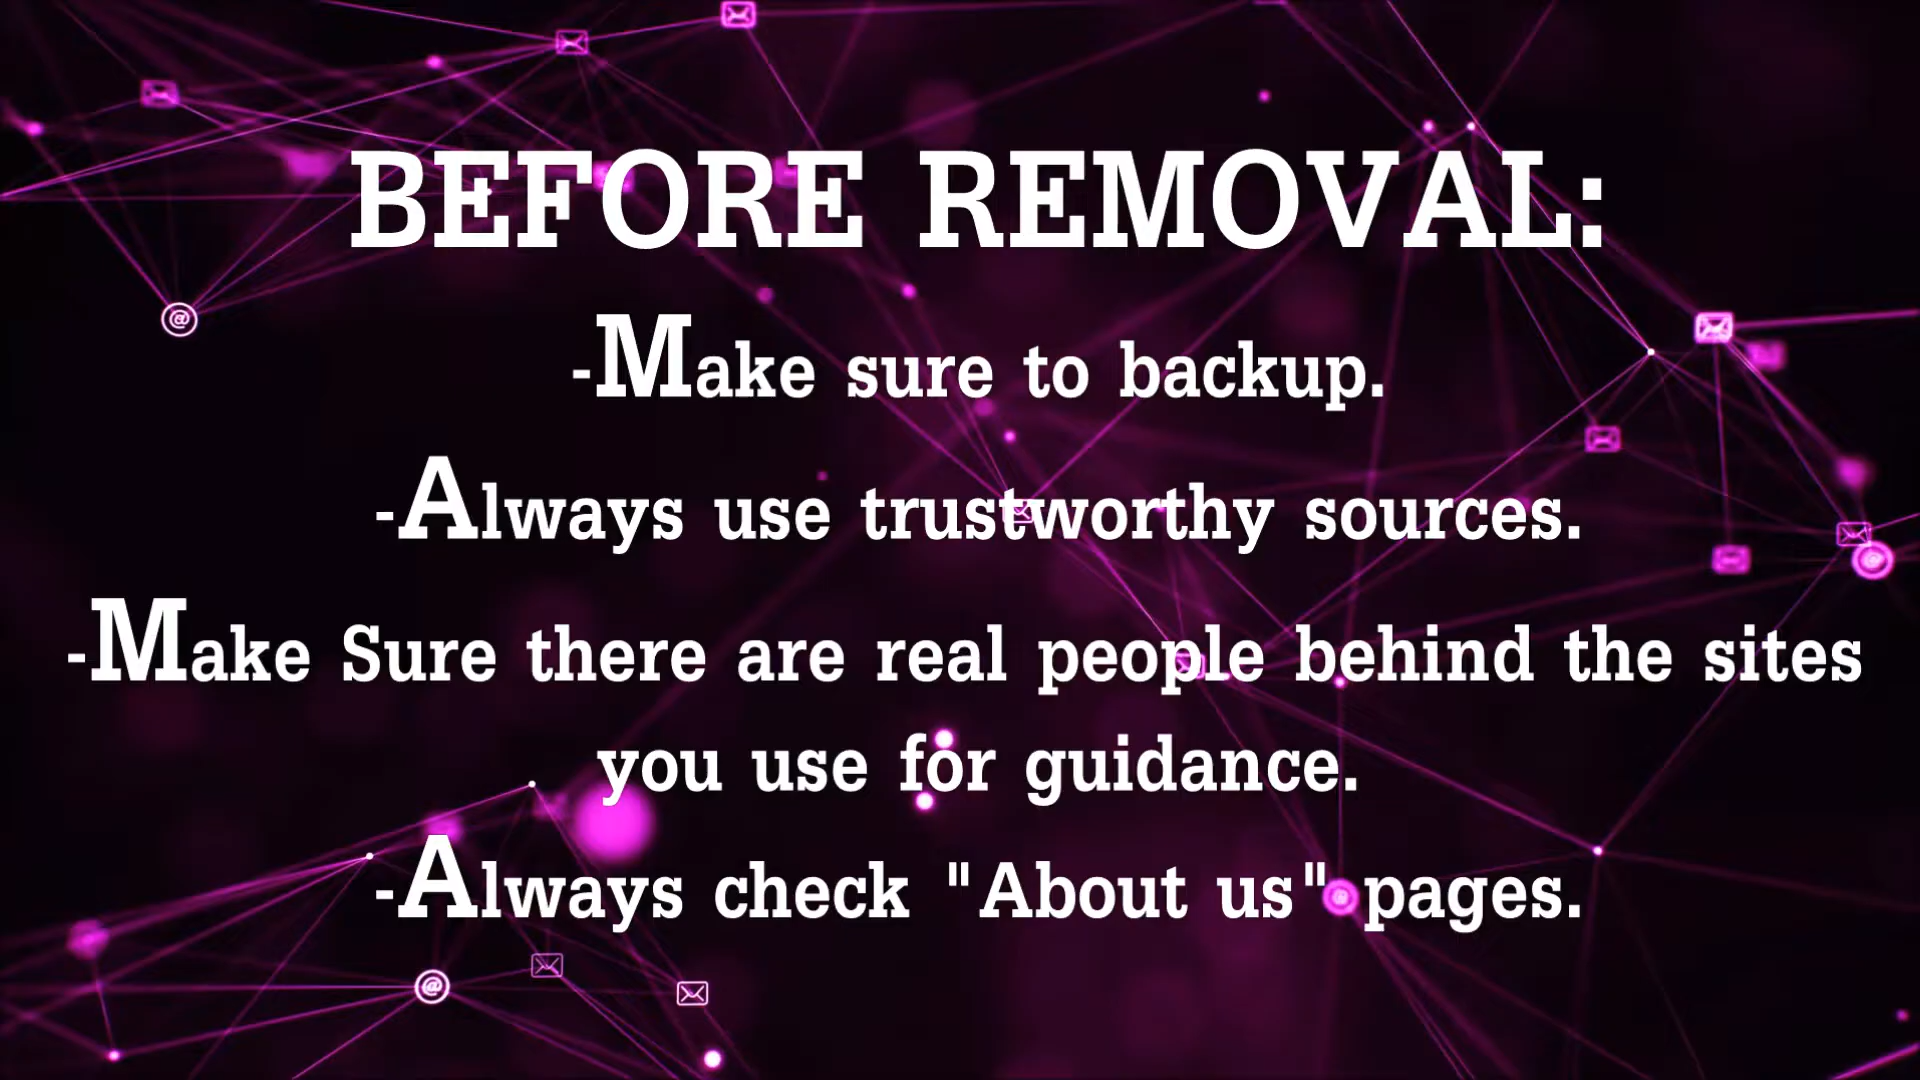 BEFORE REMOVAL:
-Make sure to backup.
-Always use trustworthy sources.
-Make Sure there are real people behind the sites
you use for guidance.
-Always check "About us" pages.